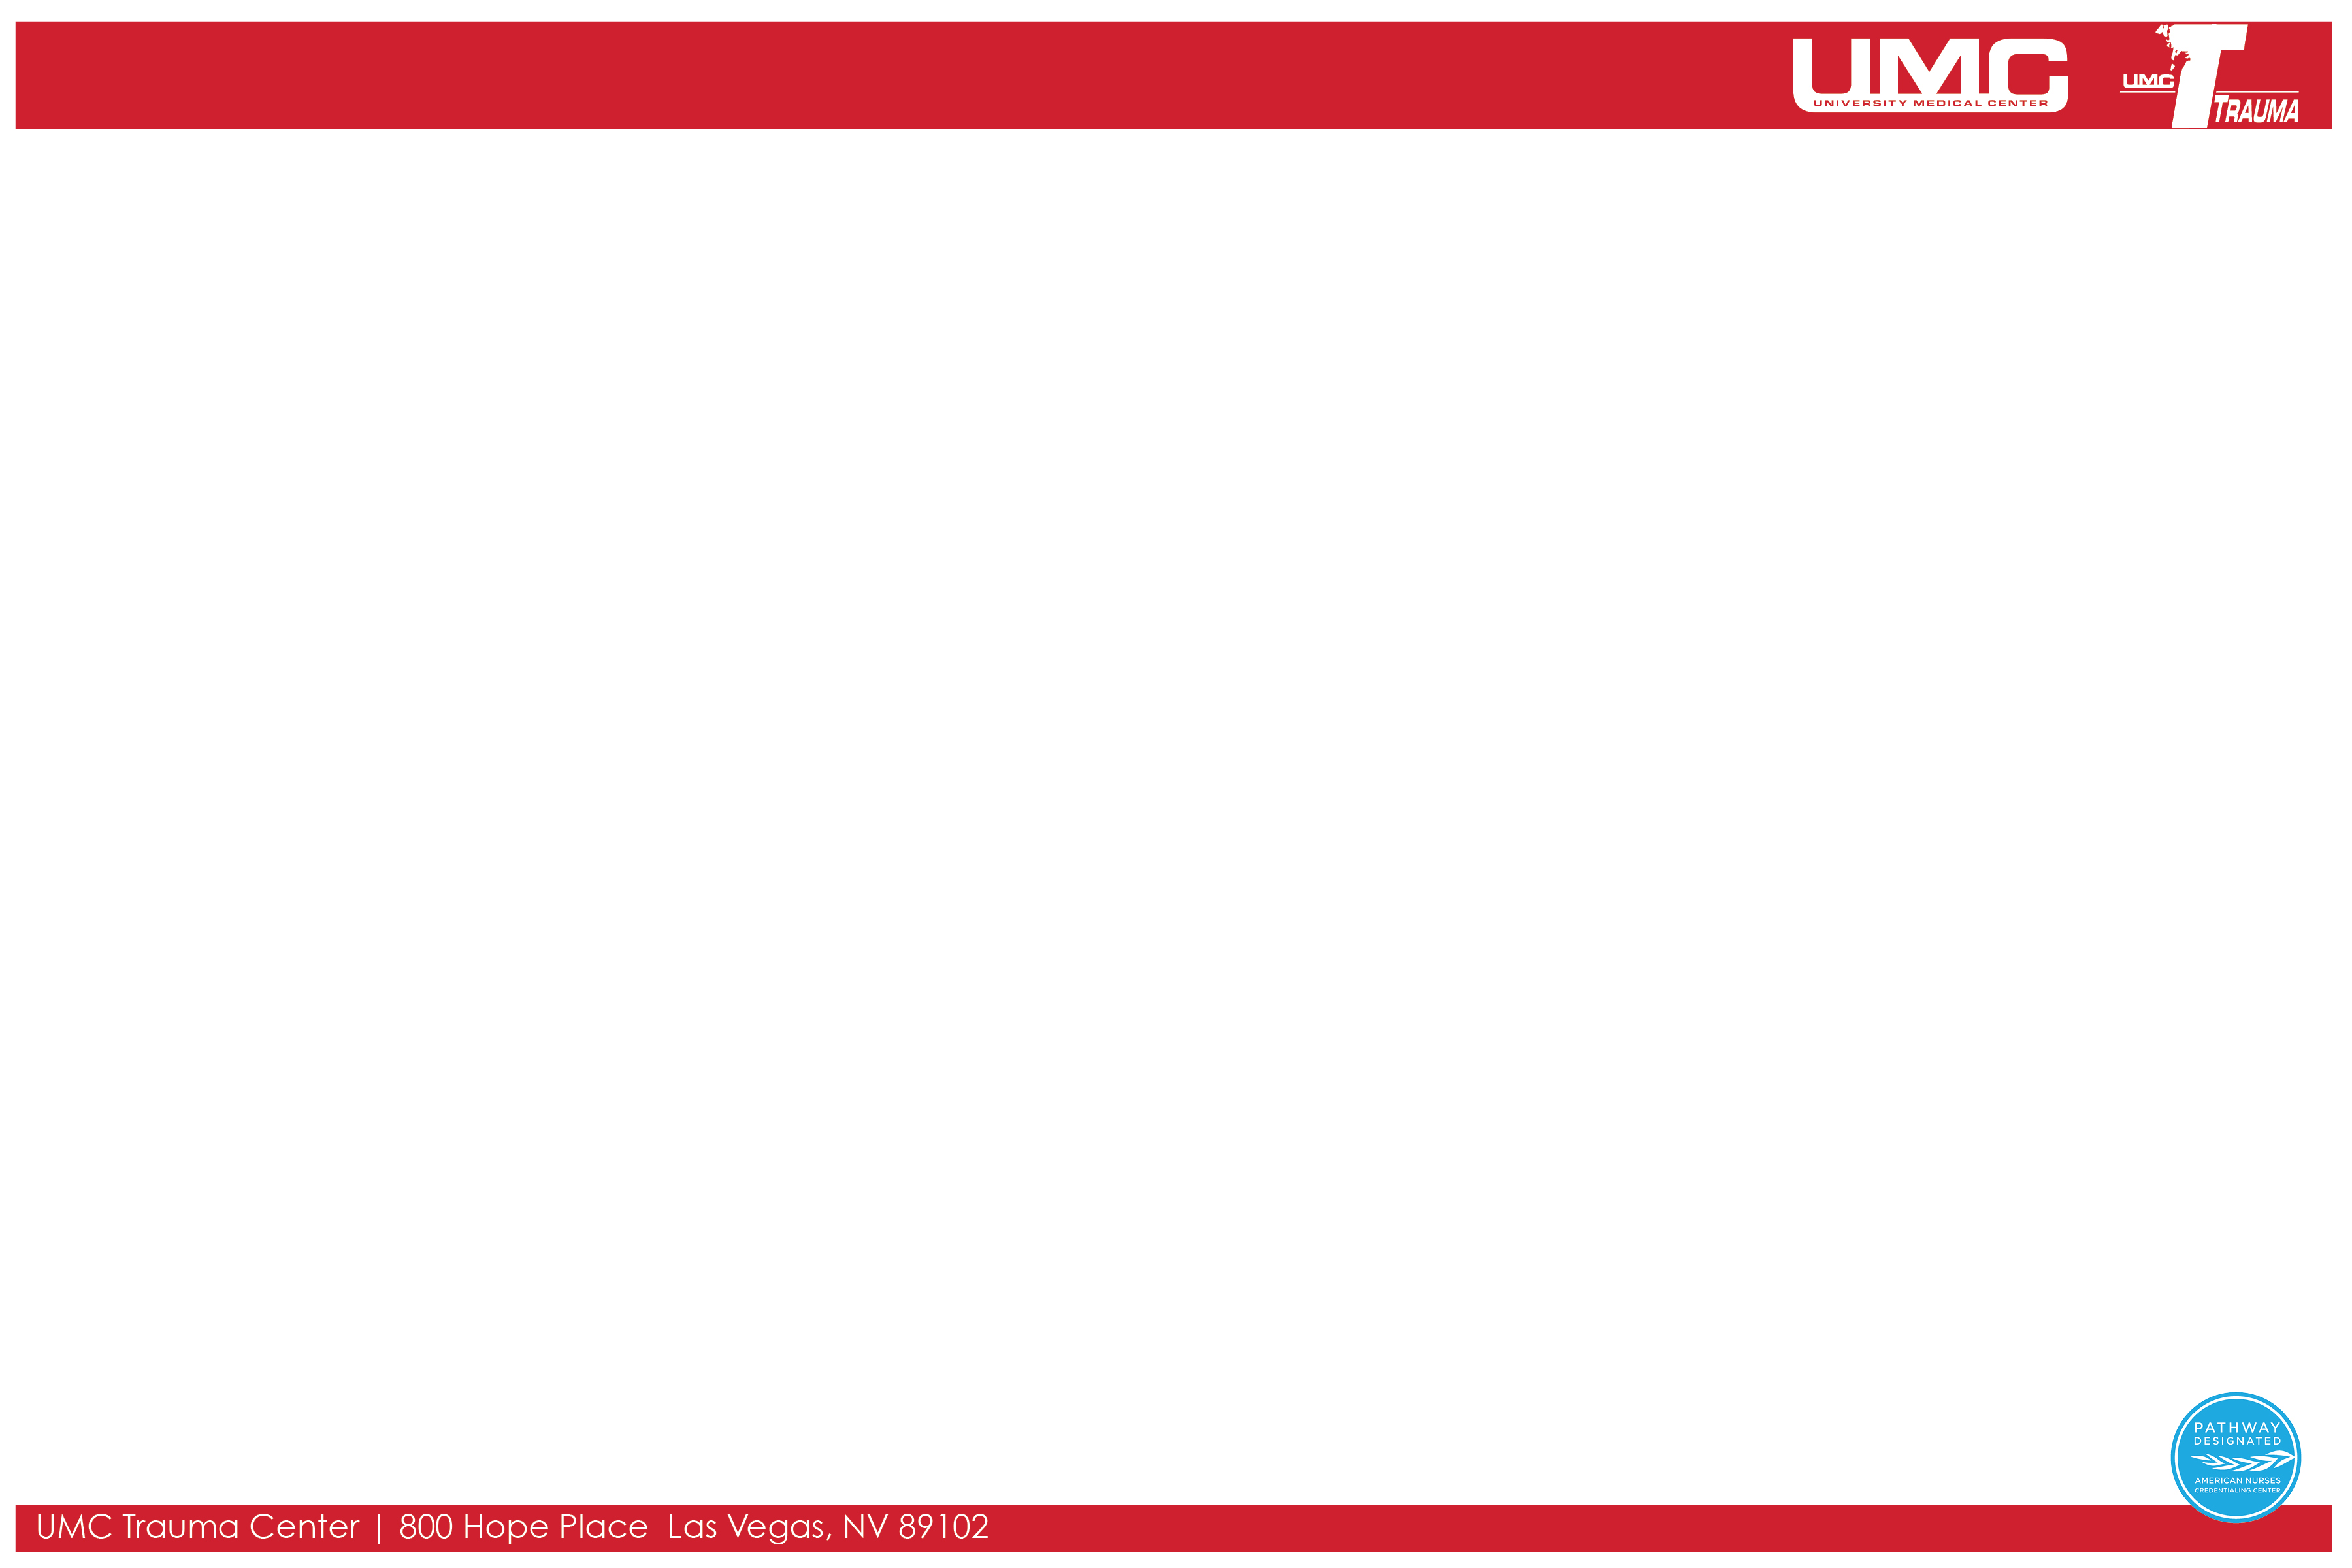 UMC
UNIVERSITY MEDICAL CENTER
UMC
T
TRAUMA
PATHWAY
DESIGNATED
AMERICAN NURSES
CREDENTIALING CENTER
UMC Trauma Center | 800 Hope Place Las Vegas, NV 89102